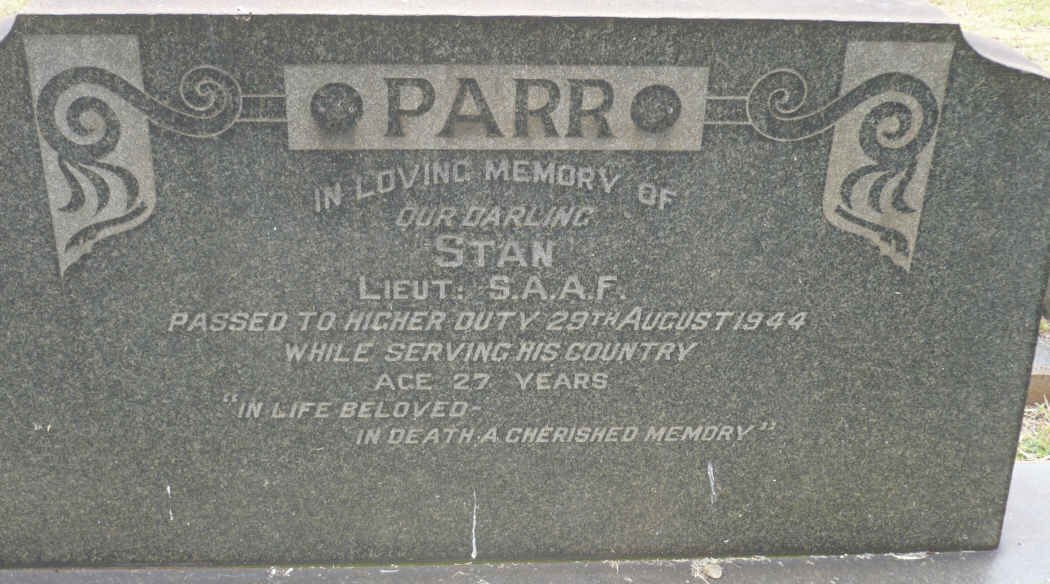 PARR
IN LOVING MEMORY OF
OUR DARLING
STAN
LIEUT: S.A.A.F.
PASSED TO HIGHER DUTY 29TH AUGUST 1944
WHILE SERVING HIS COUNTRY
AGE 27 YEARS
"IN LIFE BELOVED-
IN DEATH A CHERISHED MEMORY"